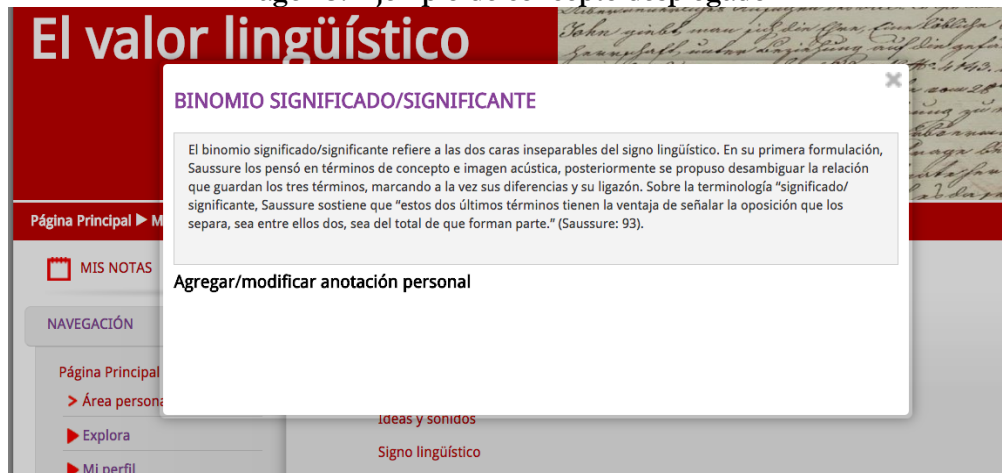 El valor lingüístico
BINOMIO SIGNIFICADO/SIGNIFICANTE
El binomio significado/significante refiere a las dos caras inseparables del signo lingüístico. En su primera formulación,
Saussure los pensó en términos de concepto e imagen acústica, posteriormente se propuso desambiguar la relación
que guardan los tres términos, marcando a la vez sus diferencias y su ligazón. Sobre la terminología “significado/
significante, Saussure sostiene que “estos dos últimos términos tienen la ventaja de señalar la oposición que los
separa, sea entre ellos dos, sea del total de que forman parte.” (Saussure: 93).
Agregar/modificar anotación personal
Página Principal ▶ M
MIS NOTAS
NAVEGACIÓN
Página Principal
> Área persona
▶ Explora
▶ Mi perfil
Ideas y sonidos
Signo lingüístico